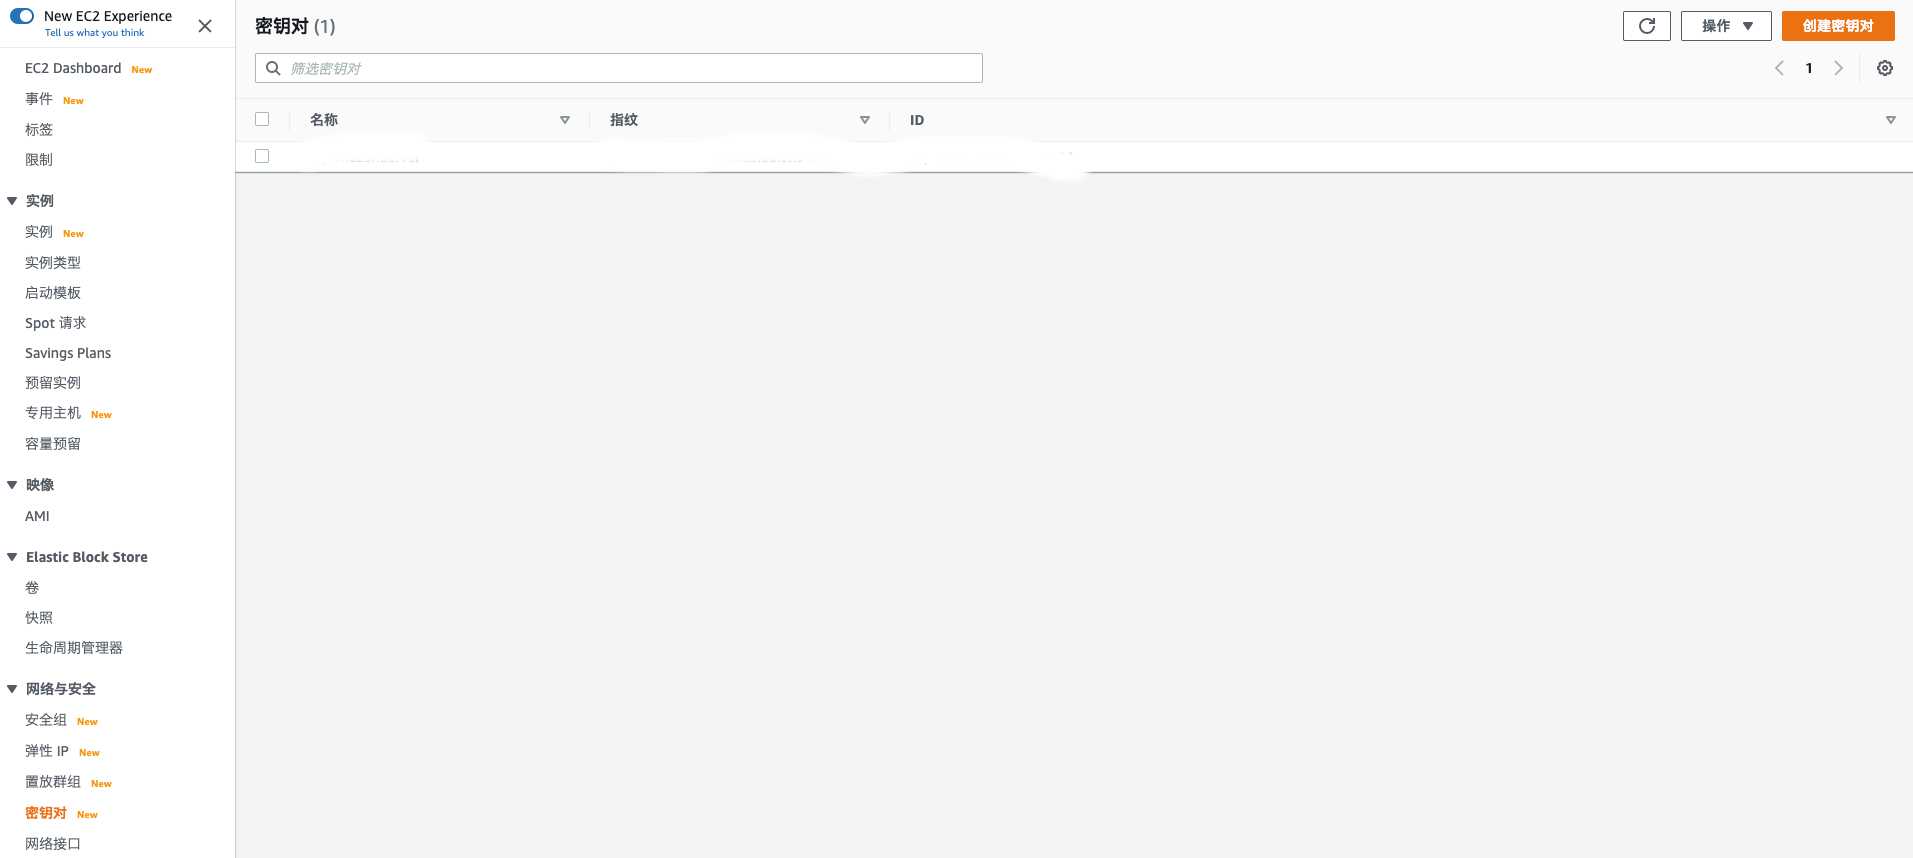 New EC2 Experience
Tell us what you think
EC2 Dashboard New
事件 New
标签
限制
实例
实例 New
实例类型
启动模板
Spot 请求
Savings Plans
预留实例
专用主机 New
容量预留
映像
AMI
Elastic Block Store
卷
快照
生命周期管理器
网络与安全
安全组 New
弹性 IP New
置放群组 New
密钥对 New
网络接口
密钥对 (1)
操作
创建密钥对
筛选密钥对
1
名称 指纹 ID